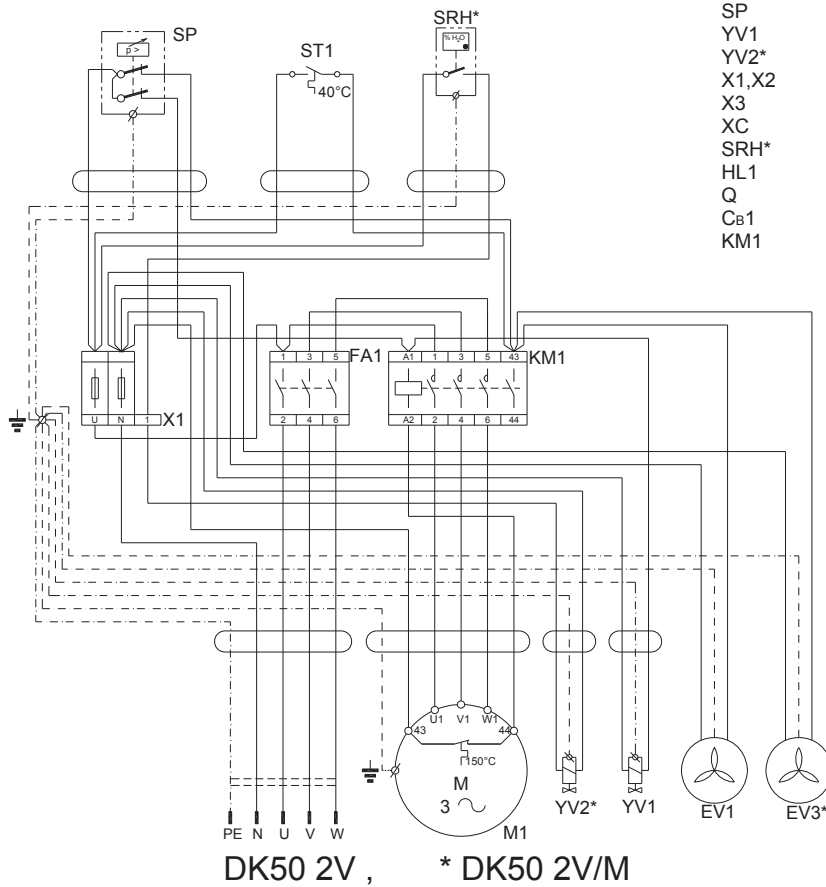 SP
YV1
YV2*
X1,X2
X3
XC
SRH*
HL1
Q
CB1
KM1
SP
p >
ST1
40°C
SRH*
% H2O
1 3 5 FA1
2 4 6
A1 1 3 5 43 KM1
A2 2 4 6 44
U N 1 X1
43 U1 V1 W1 44
150°C
M
3
M1
YV2*
YV1
EV1
EV3*
PE N U V W
DK50 2V , * DK50 2V/M